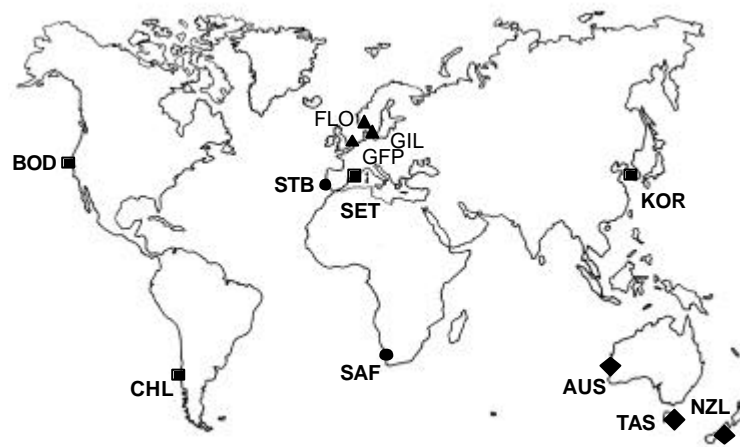 FLO
GIL
GFP
BOD
STB
SET
KOR
SAF
CHL
AUS
NZL
TAS